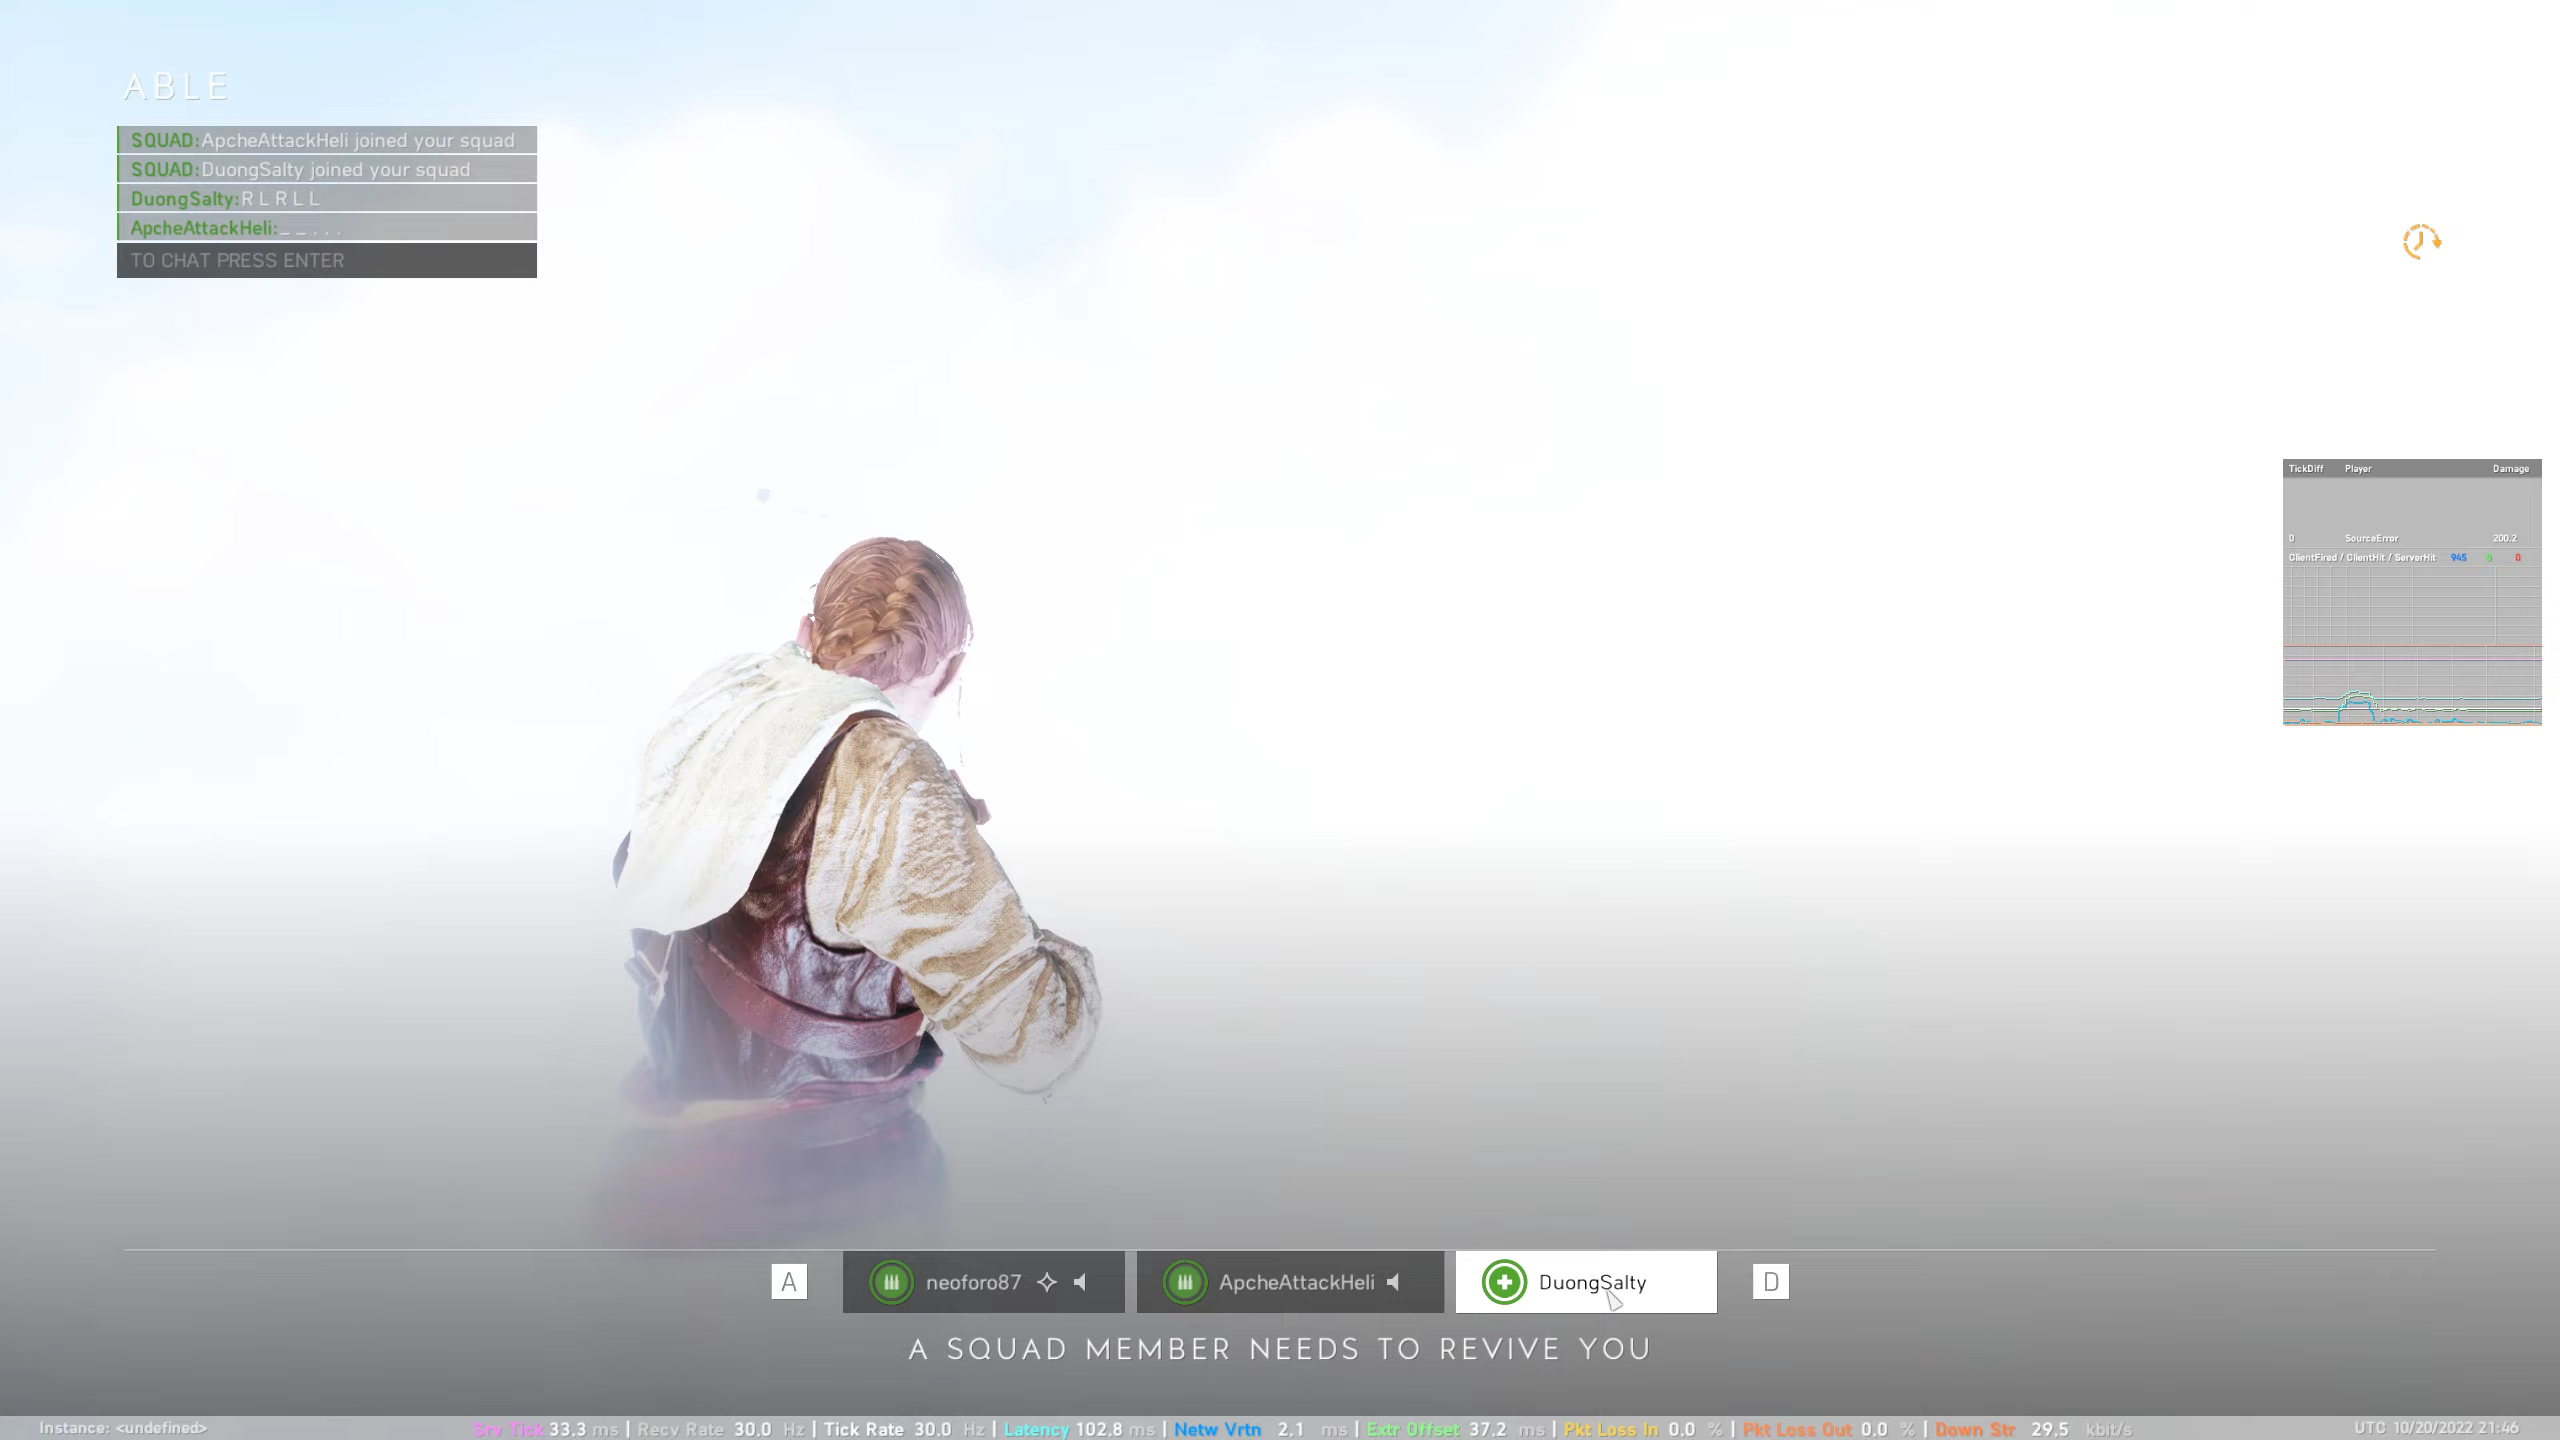 ABLE
SQUAD:ApcheAttackHeli joined your squad
SQUAD:DuongSalty joined your squad
DuongSalty:R L R L L
ApcheAttackHeli:_ _ . . .
TO CHAT PRESS ENTER
TickDiff Player Damage
0 SourceError 200.2
ClientFired / ClientHit / ServerHit 945 0 0
A neoforo87 ApcheAttackHeli DuongSalty D
A SQUAD MEMBER NEEDS TO REVIVE YOU
Instance: <undefined> Srv Tick 33.3 ms | Recv Rate 30.0 Hz | Tick Rate 30.0 Hz | Latency 102.8 ms | Netw Vrtn 2.1 ms | Extr Offset 37.2 ms | Pkt Loss In 0.0 % | Pkt Loss Out 0.0 % | Down Str 29.5 kbit/s UTC 10/20/2022 21:46